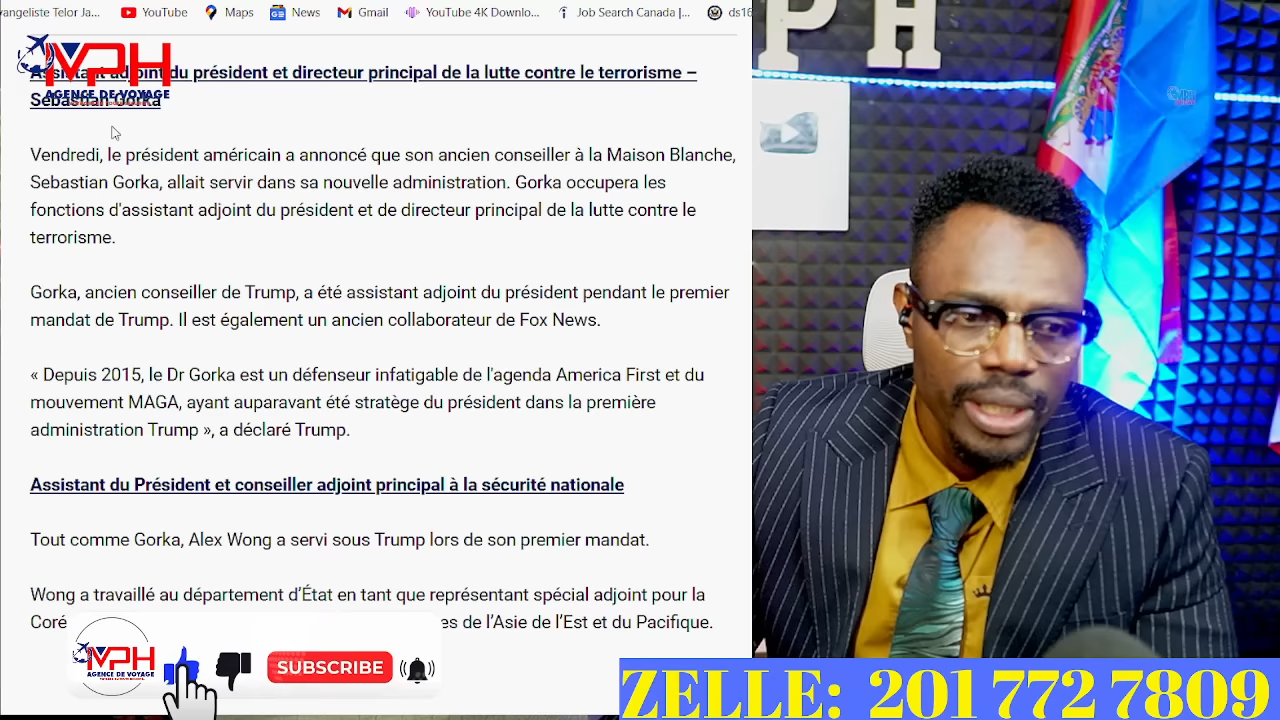 vangeliste Telor Ja... YouTube Maps News Gmail YouTube 4K Downlo... Job Search Canada |... ds16
PH
MPH
AGENCE DE VOYAGE
Assistant adjoint du président et directeur principal de la lutte contre le terrorisme –
Sebastian Gorka
Vendredi, le président américain a annoncé que son ancien conseiller à la Maison Blanche,
Sebastian Gorka, allait servir dans sa nouvelle administration. Gorka occupera les
fonctions d'assistant adjoint du président et de directeur principal de la lutte contre le
terrorisme.
Gorka, ancien conseiller de Trump, a été assistant adjoint du président pendant le premier
mandat de Trump. Il est également un ancien collaborateur de Fox News.
« Depuis 2015, le Dr Gorka est un défenseur infatigable de l'agenda America First et du
mouvement MAGA, ayant auparavant été stratège du président dans la première
administration Trump », a déclaré Trump.
Assistant du Président et conseiller adjoint principal à la sécurité nationale
Tout comme Gorka, Alex Wong a servi sous Trump lors de son premier mandat.
Wong a travaillé au département d’État en tant que représentant spécial adjoint pour la
Coré es de l’Asie de l’Est et du Pacifique.
MPH
AGENCE DE VOYAGE
SUBSCRIBE
ZELLE: 201 772 7809